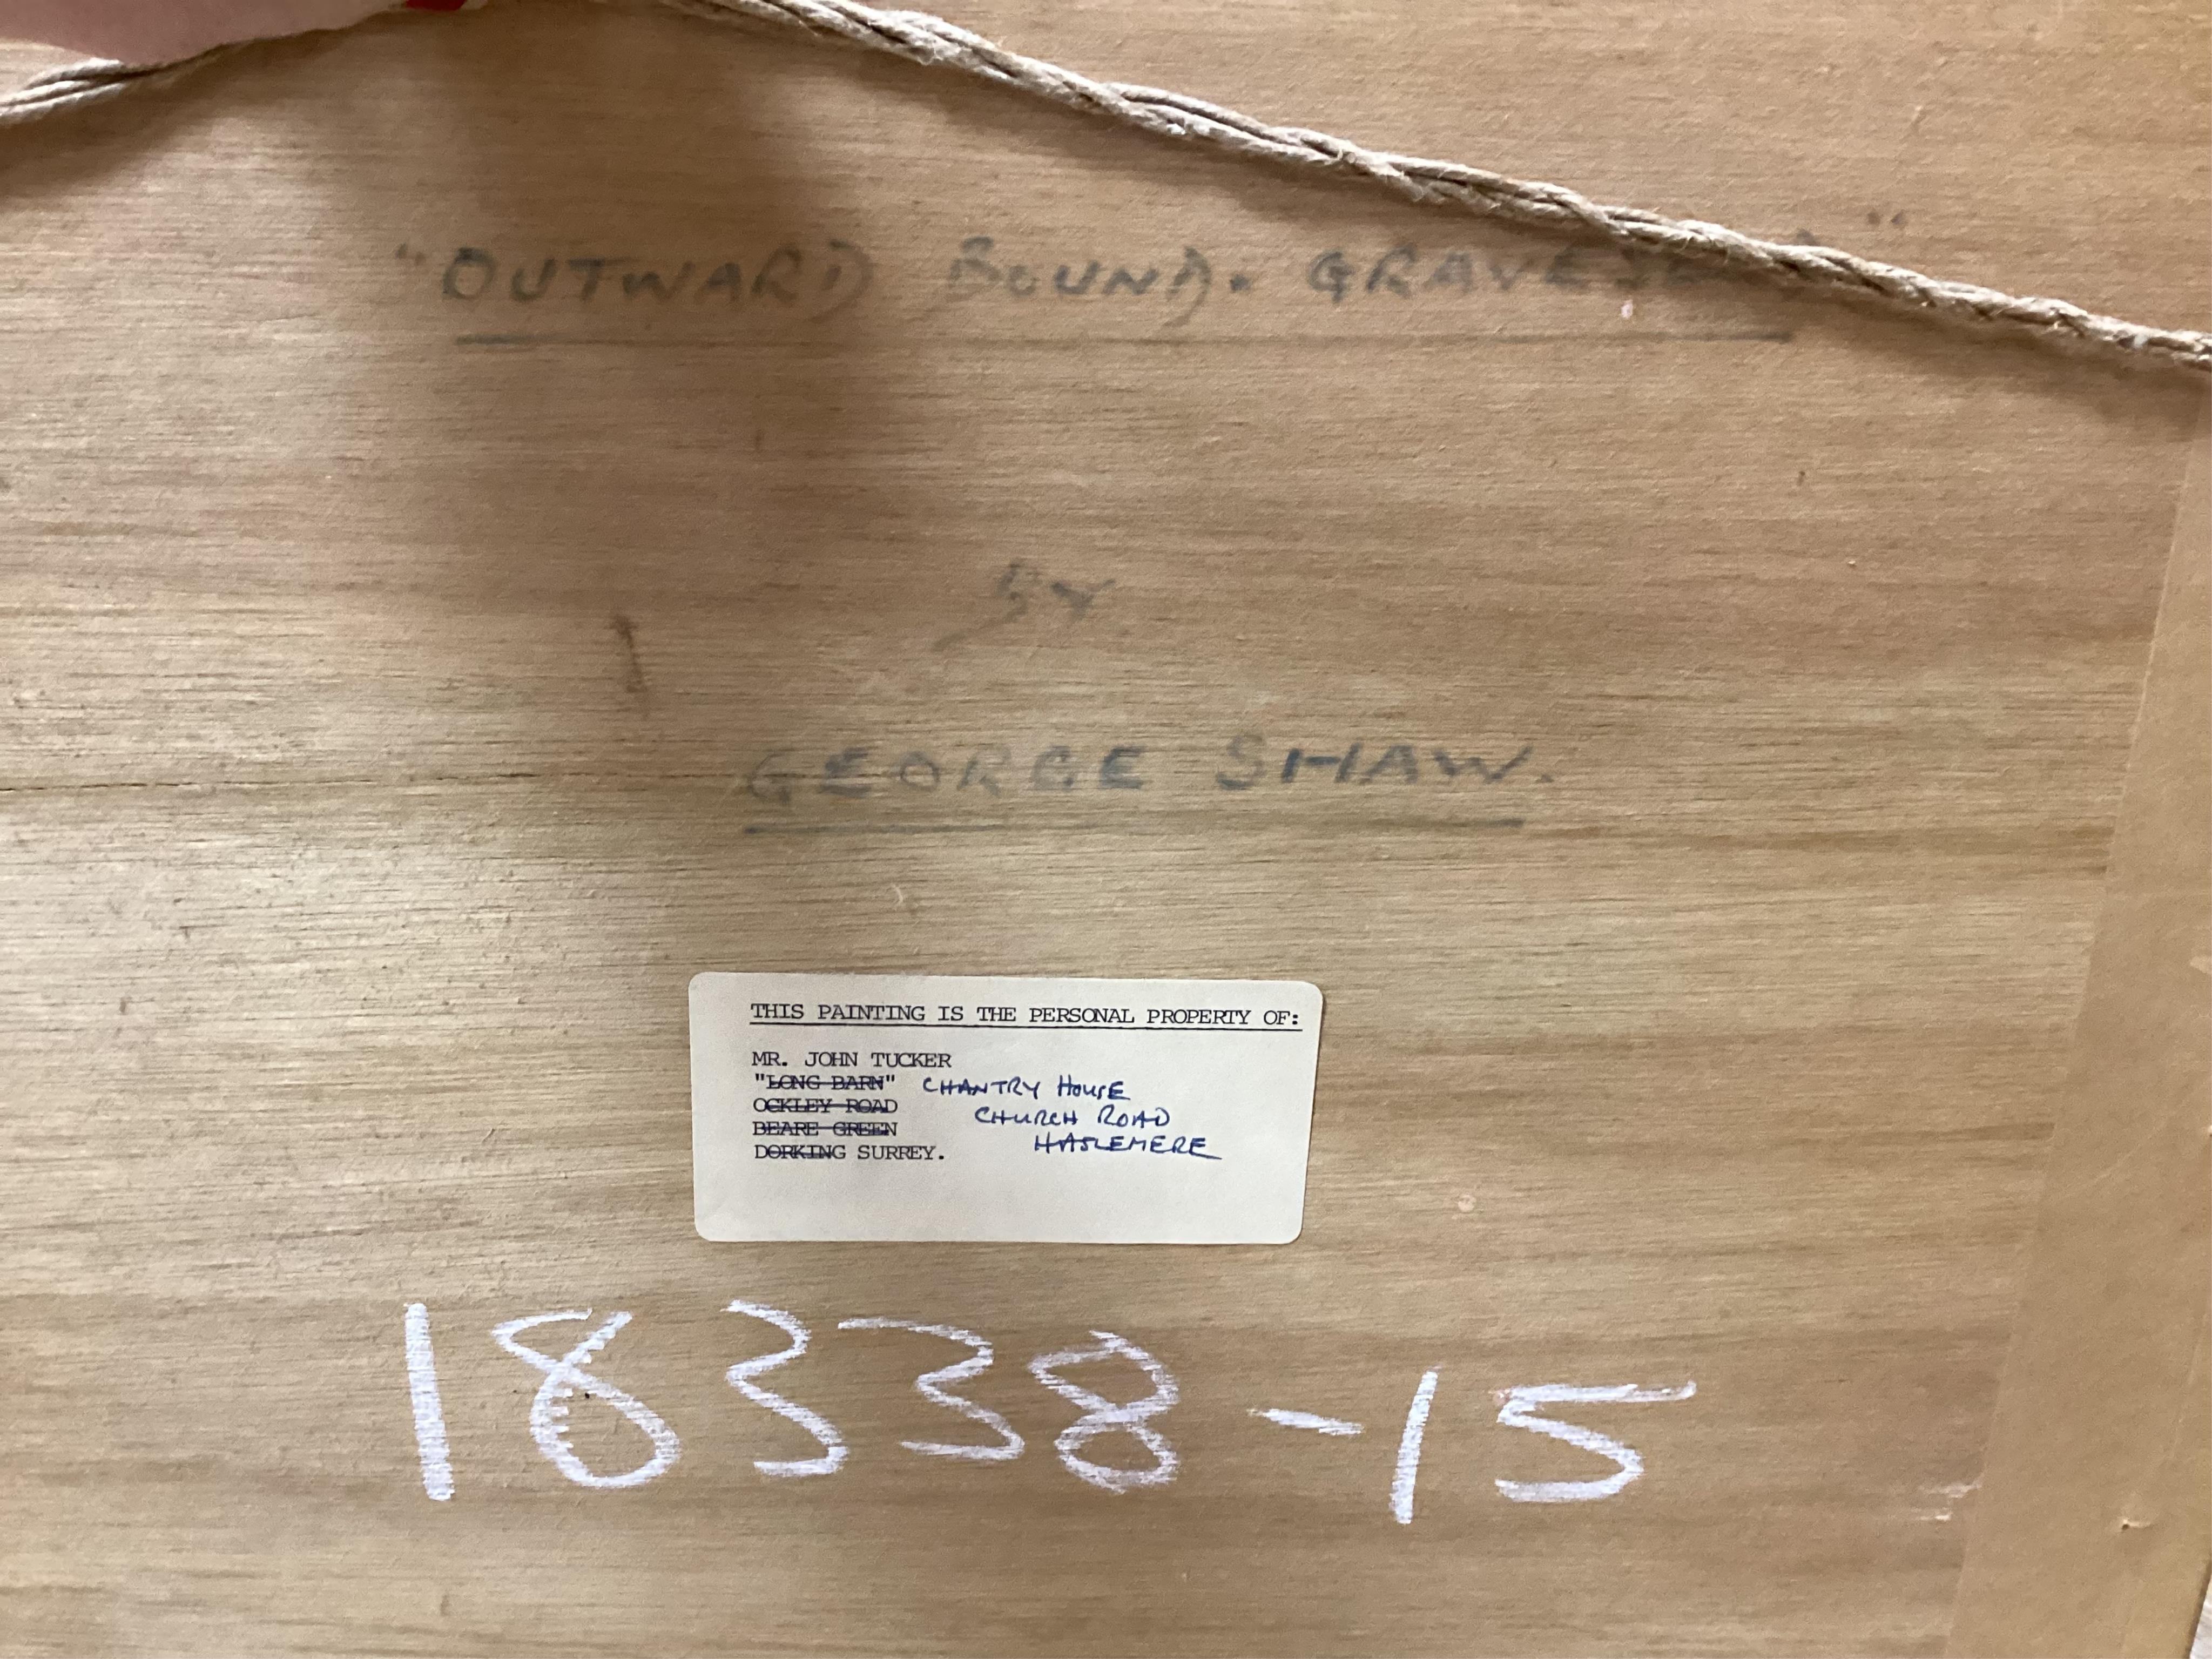 "OUTWARD BOUND. GRAVESEND"
BY
GEORGE SHAW.
THIS PAINTING IS THE PERSONAL PROPERTY OF:
MR. JOHN TUCKER
"LONG BARN" CHANTRY HOUSE
OCKLEY ROAD CHURCH ROAD
BEARE GREEN HASLEMERE
DORKING SURREY.
18338-15